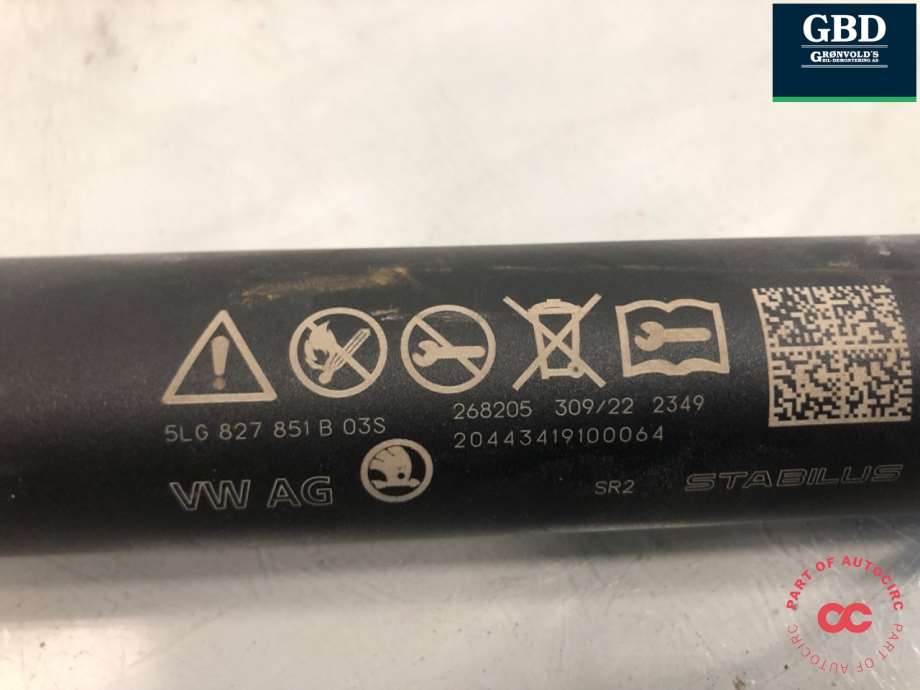 GBD
GRØNVOLD'S
BIL-DEMONTERING AS
5LG 827 851 B 03S
268205 309/22 2349
20443419100064
VW AG
SR2
STABILUS
PART OF AUTOCIRC
PART OF AUTOCIRC